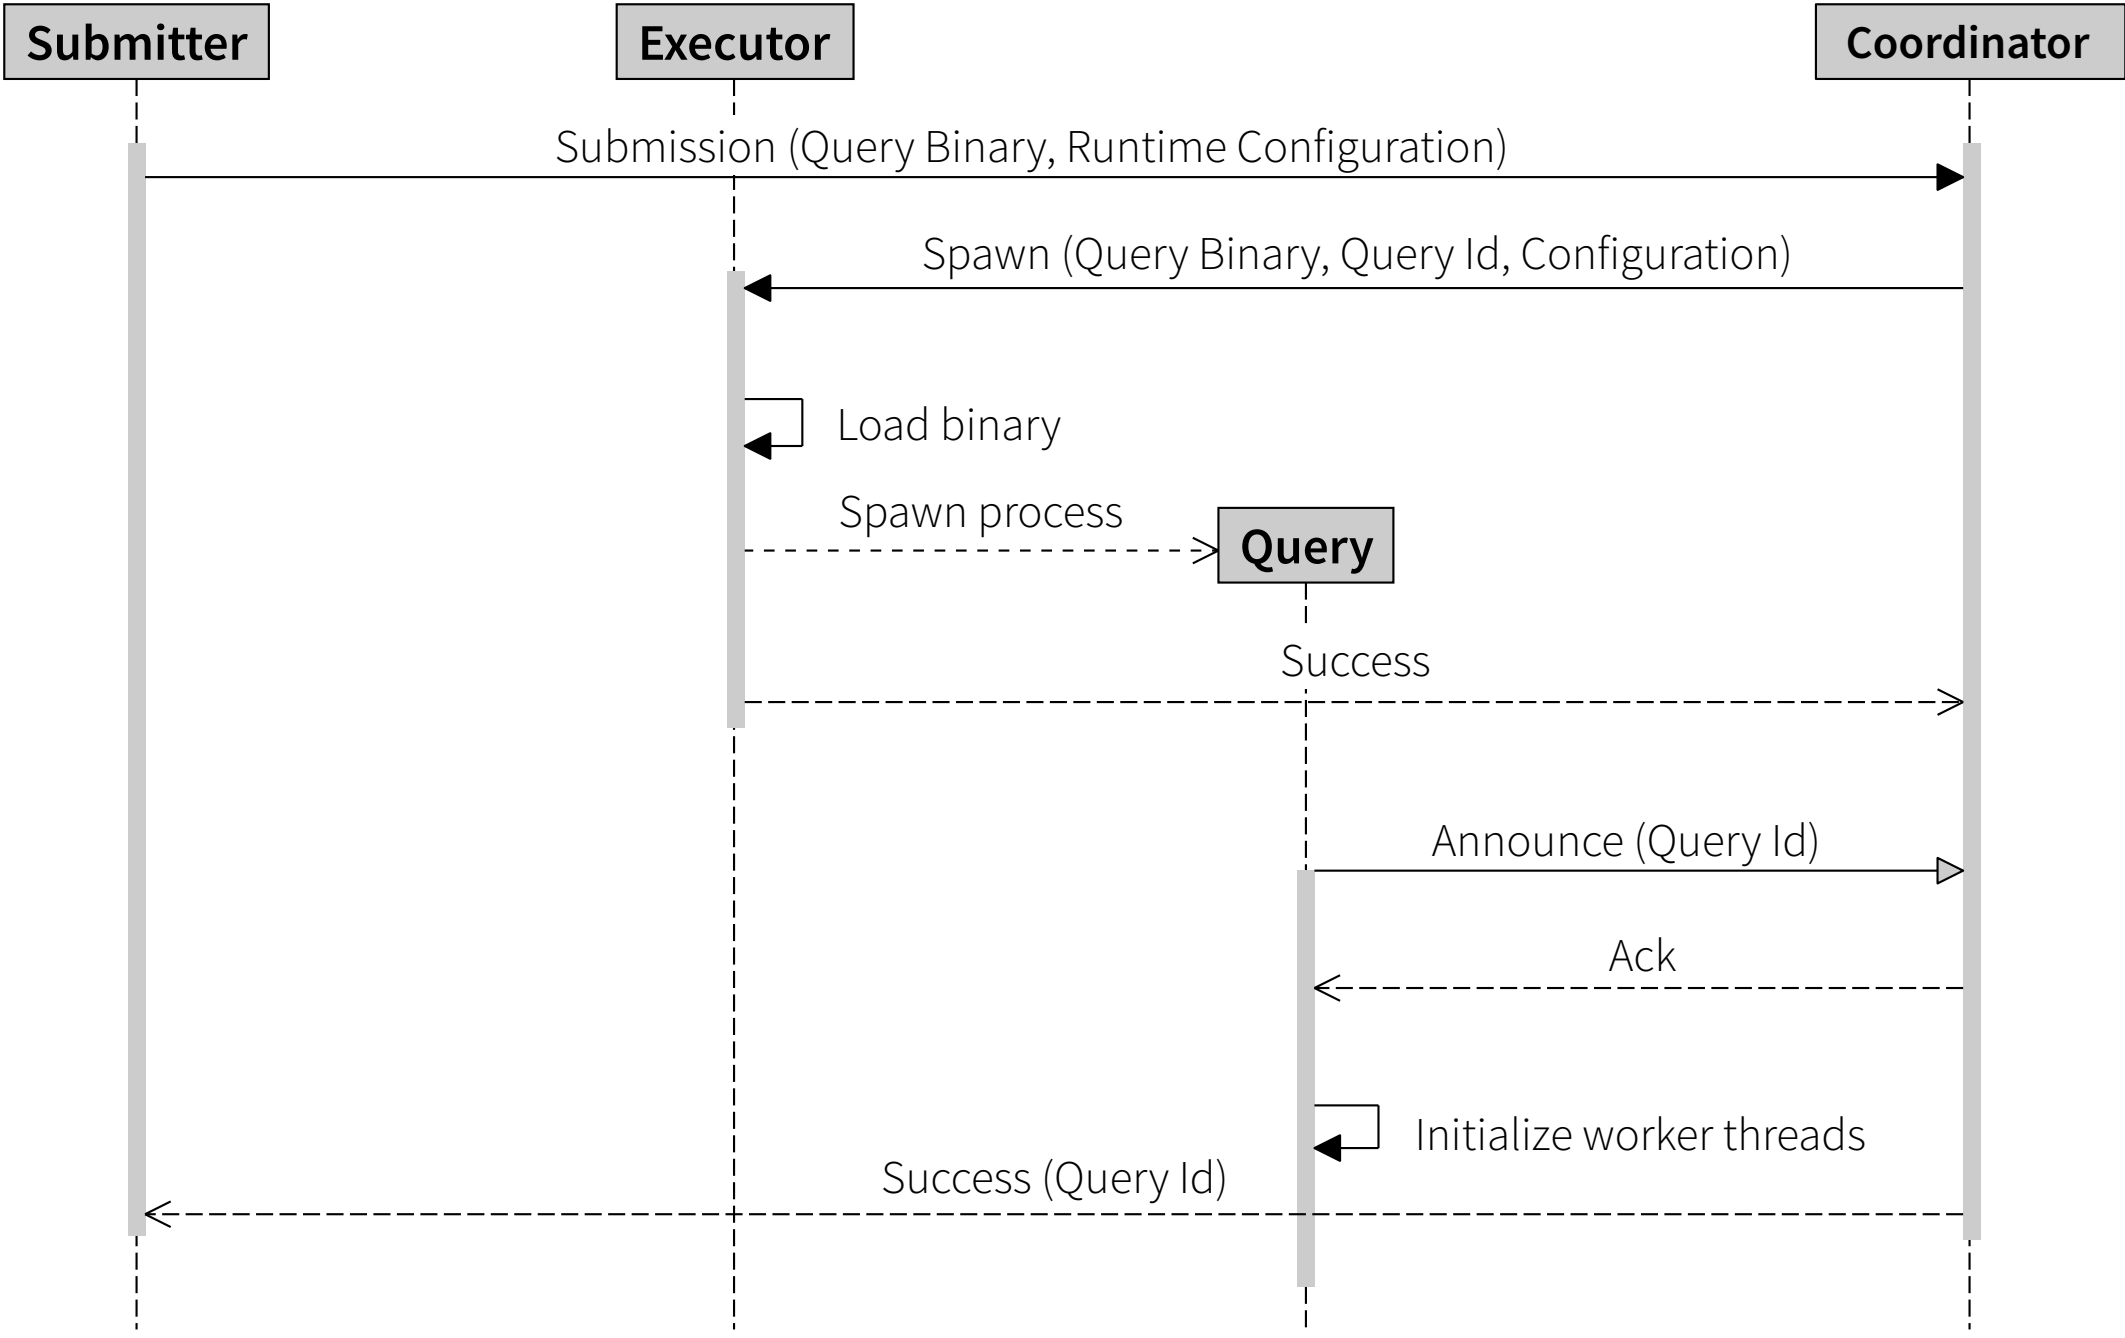 Submitter
Executor
Coordinator
Submission (Query Binary, Runtime Configuration)
Spawn (Query Binary, Query Id, Configuration)
Load binary
Spawn process
Query
Success
Announce (Query Id)
Ack
Initialize worker threads
Success (Query Id)